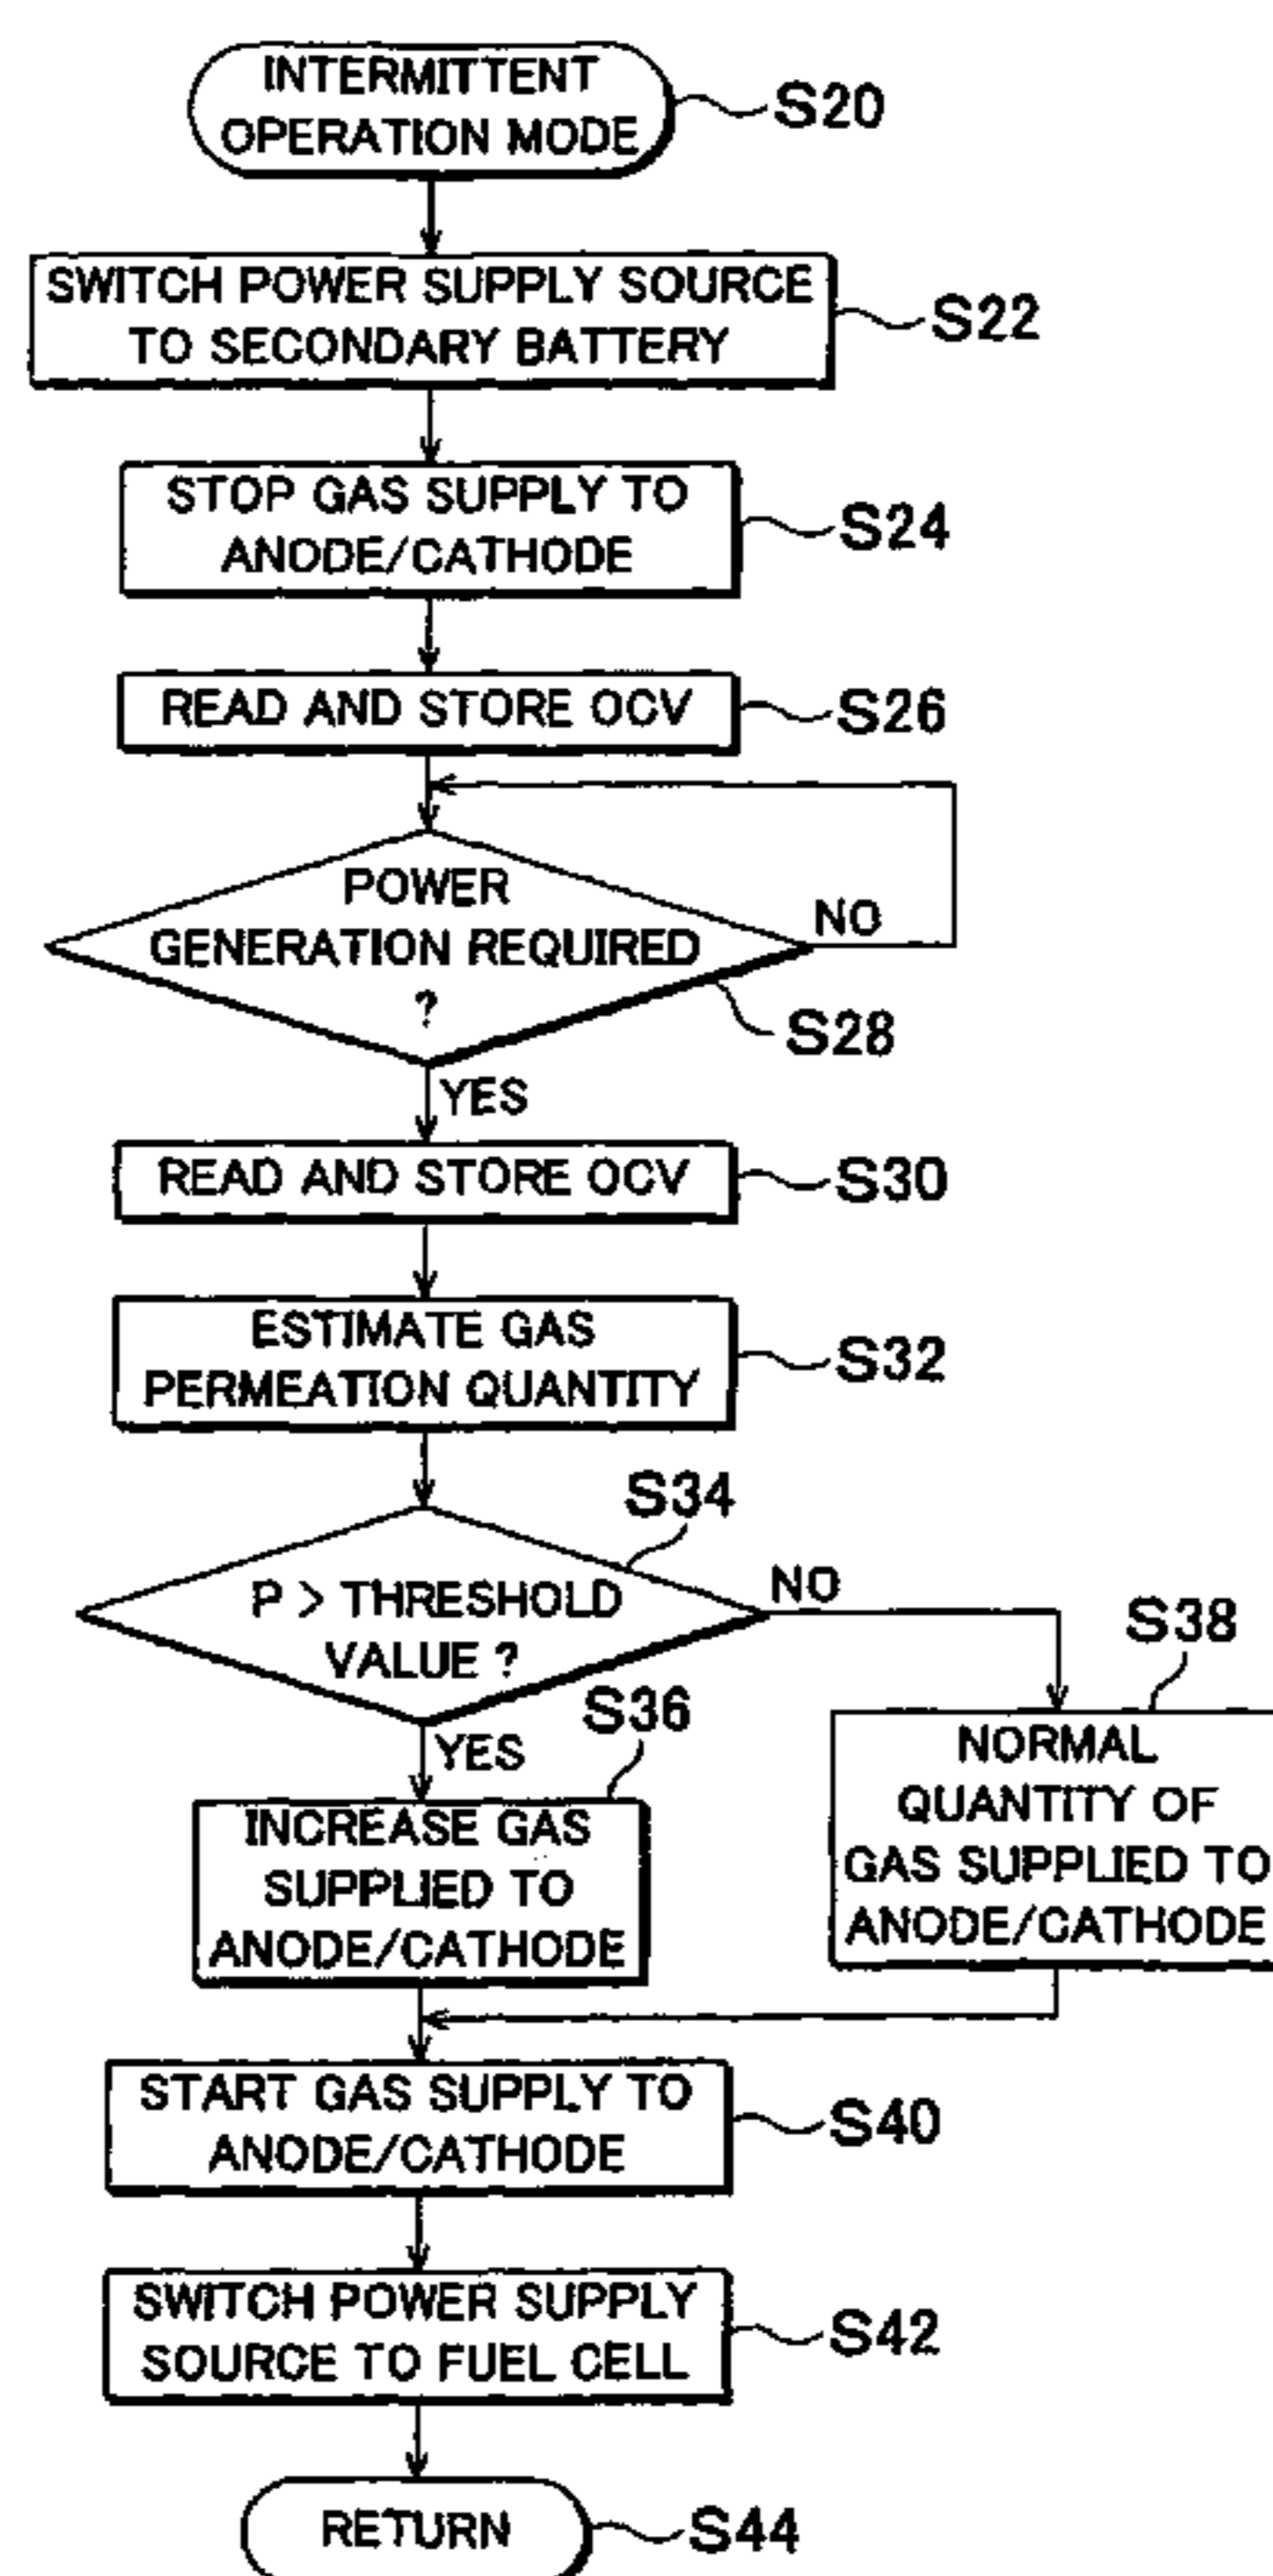 INTERMITTENT
OPERATION MODE
S20
SWITCH POWER SUPPLY SOURCE
TO SECONDARY BATTERY
S22
STOP GAS SUPPLY TO
ANODE/CATHODE
S24
READ AND STORE OCV
S26
POWER
GENERATION REQUIRED
?
NO
S28
YES
READ AND STORE OCV
S30
ESTIMATE GAS
PERMEATION QUANTITY
S32
S34
P > THRESHOLD
VALUE ?
NO
YES
S36
INCREASE GAS
SUPPLIED TO
ANODE/CATHODE
S38
NORMAL
QUANTITY OF
GAS SUPPLIED TO
ANODE/CATHODE
START GAS SUPPLY TO
ANODE/CATHODE
S40
SWITCH POWER SUPPLY
SOURCE TO FUEL CELL
S42
RETURN
S44